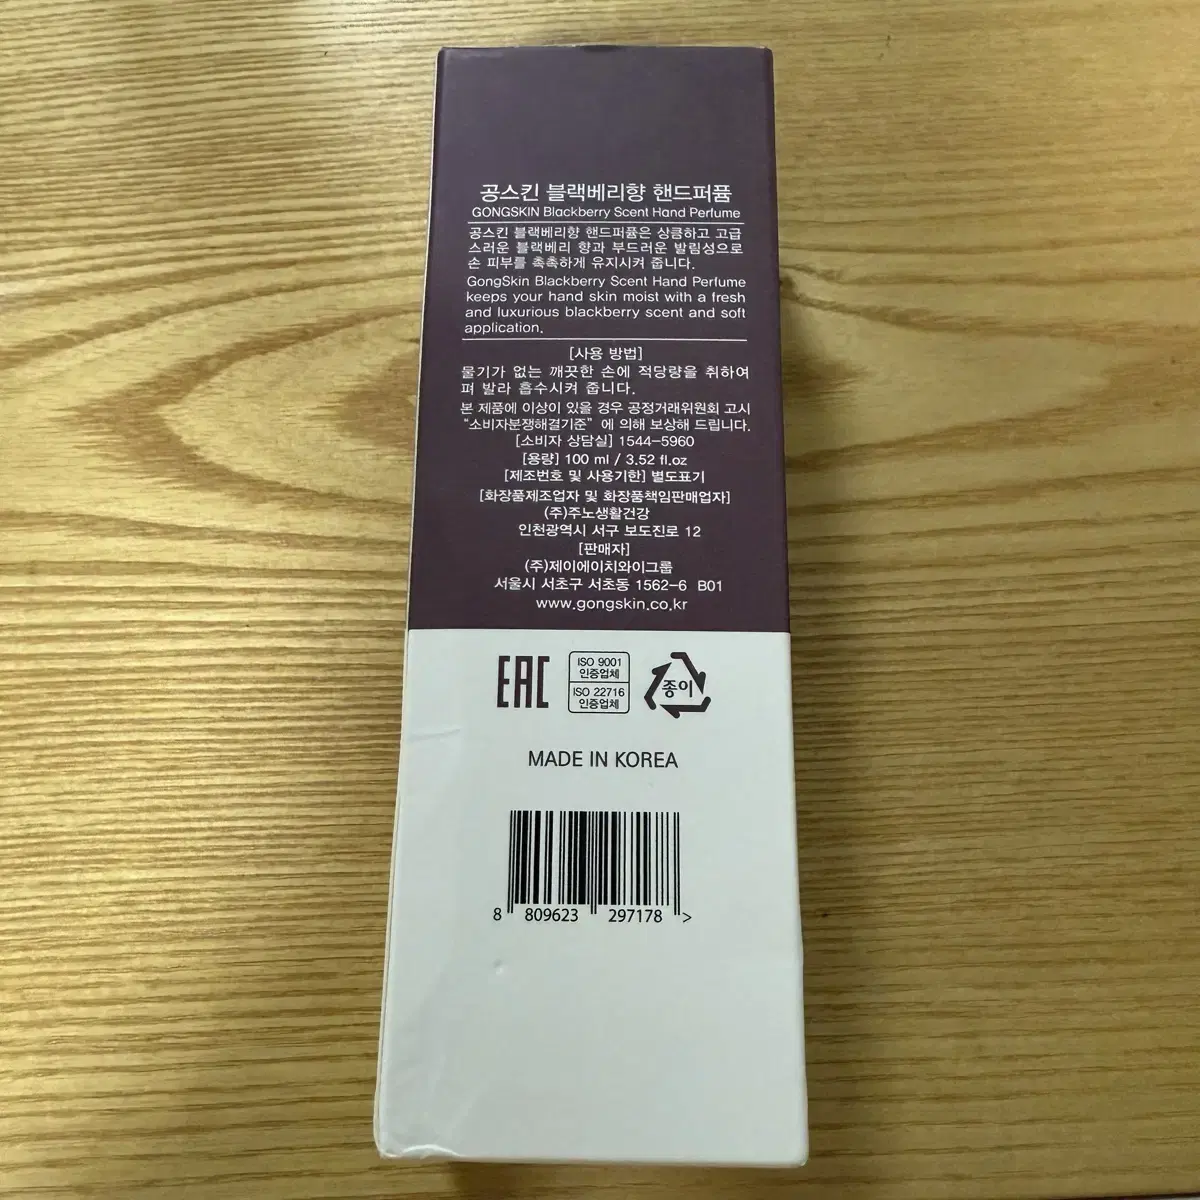 공스킨 블랙베리향 핸드퍼퓸
GONGSKIN Blackberry Scent Hand Perfume
공스킨 블랙베리향 핸드퍼퓸은 상큼하고 고급
스러운 블랙베리 향과 부드러운 발림성으로
손 피부를 촉촉하게 유지시켜 줍니다.
GongSkin Blackberry Scent Hand Perfume
keeps your hand skin moist with a fresh
and luxurious blackberry scent and soft
application.
[사용 방법]
물기가 없는 깨끗한 손에 적당량을 취하여
펴 발라 흡수시켜 줍니다.
본 제품에 이상이 있을 경우 공정거래위원회 고시
“소비자분쟁해결기준” 에 의해 보상해 드립니다.
[소비자 상담실] 1544-5960
[용량] 100 ml / 3.52 fl.oz
[제조번호 및 사용기한] 별도표기
[화장품제조업자 및 화장품책임판매업자]
(주)주노생활건강
인천광역시 서구 보도진로 12
[판매자]
(주)제이에이치와이그룹
서울시 서초구 서초동 1562-6 B01
www.gongskin.co.kr
EAC
ISO 9001
인증업체
ISO 22716
인증업체
종이
MADE IN KOREA
8 809623 297178 >